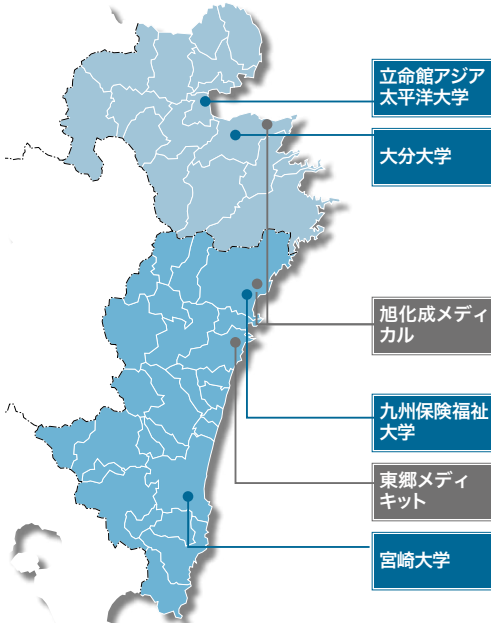 立命館アジア
太平洋大学
大分大学
旭化成メディ
カル
九州保険福祉
大学
東郷メディ
キット
宮崎大学